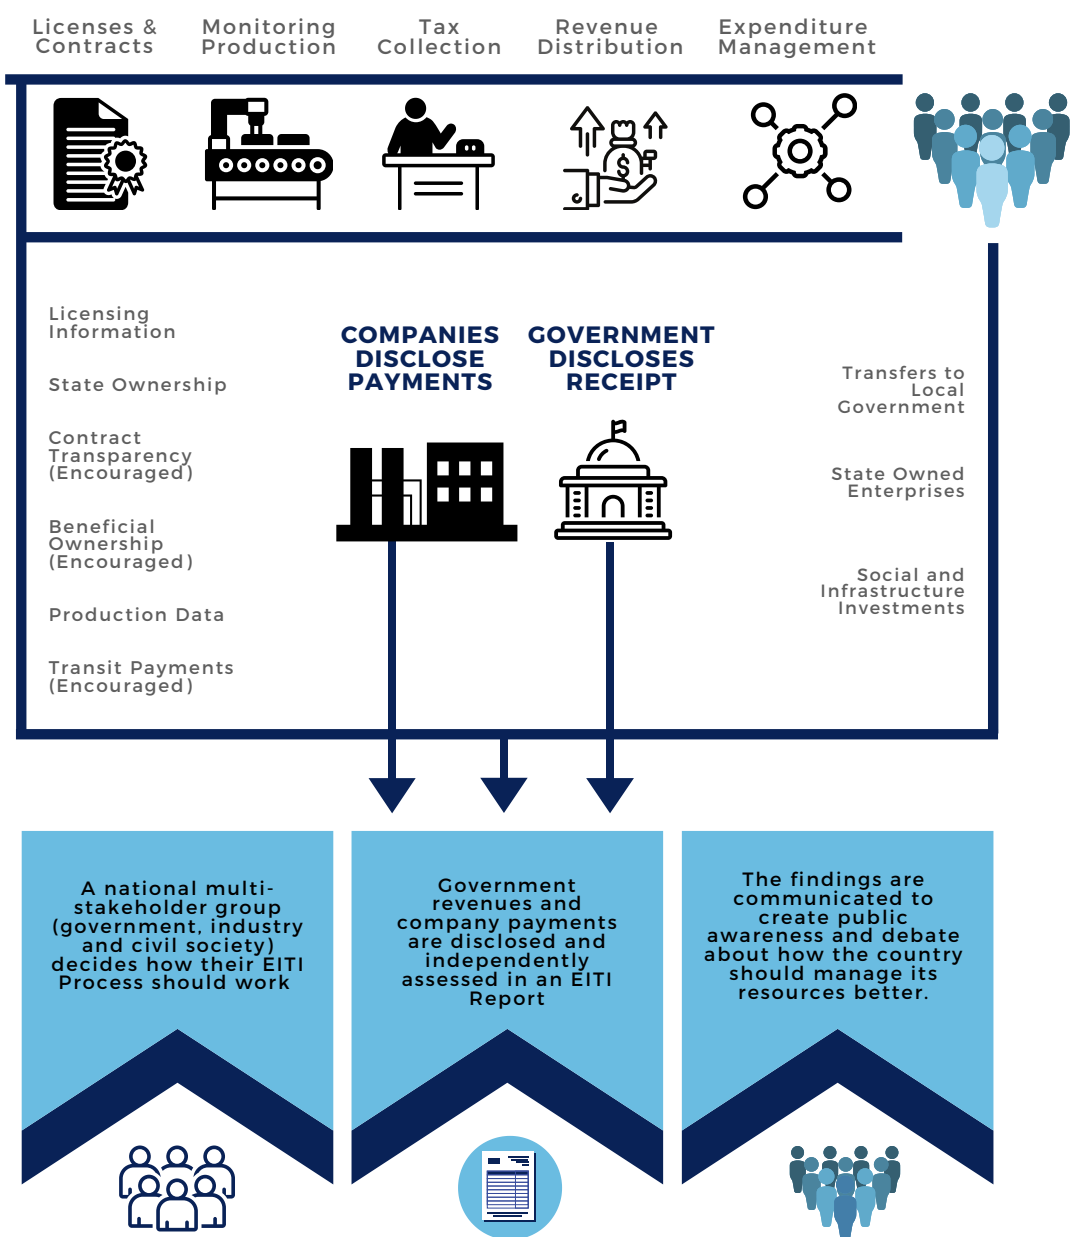 Licenses &
Contracts
Monitoring
Production
Tax
Collection
Revenue
Distribution
Expenditure
Management
Licensing
Information
State Ownership
Contract
Transparency
(Encouraged)
Beneficial
Ownership
(Encouraged)
Production Data
Transit Payments
(Encouraged)
COMPANIES
DISCLOSE
PAYMENTS
GOVERNMENT
DISCLOSES
RECEIPT
Transfers to
Local
Government
State Owned
Enterprises
Social and
Infrastructure
Investments
A national multi-
stakeholder group
(government, industry
and civil society)
decides how their EITI
Process should work
Government
revenues and
company payments
are disclosed and
independently
assessed in an EITI
Report
The findings are
communicated to
create public
awareness and debate
about how the country
should manage its
resources better.